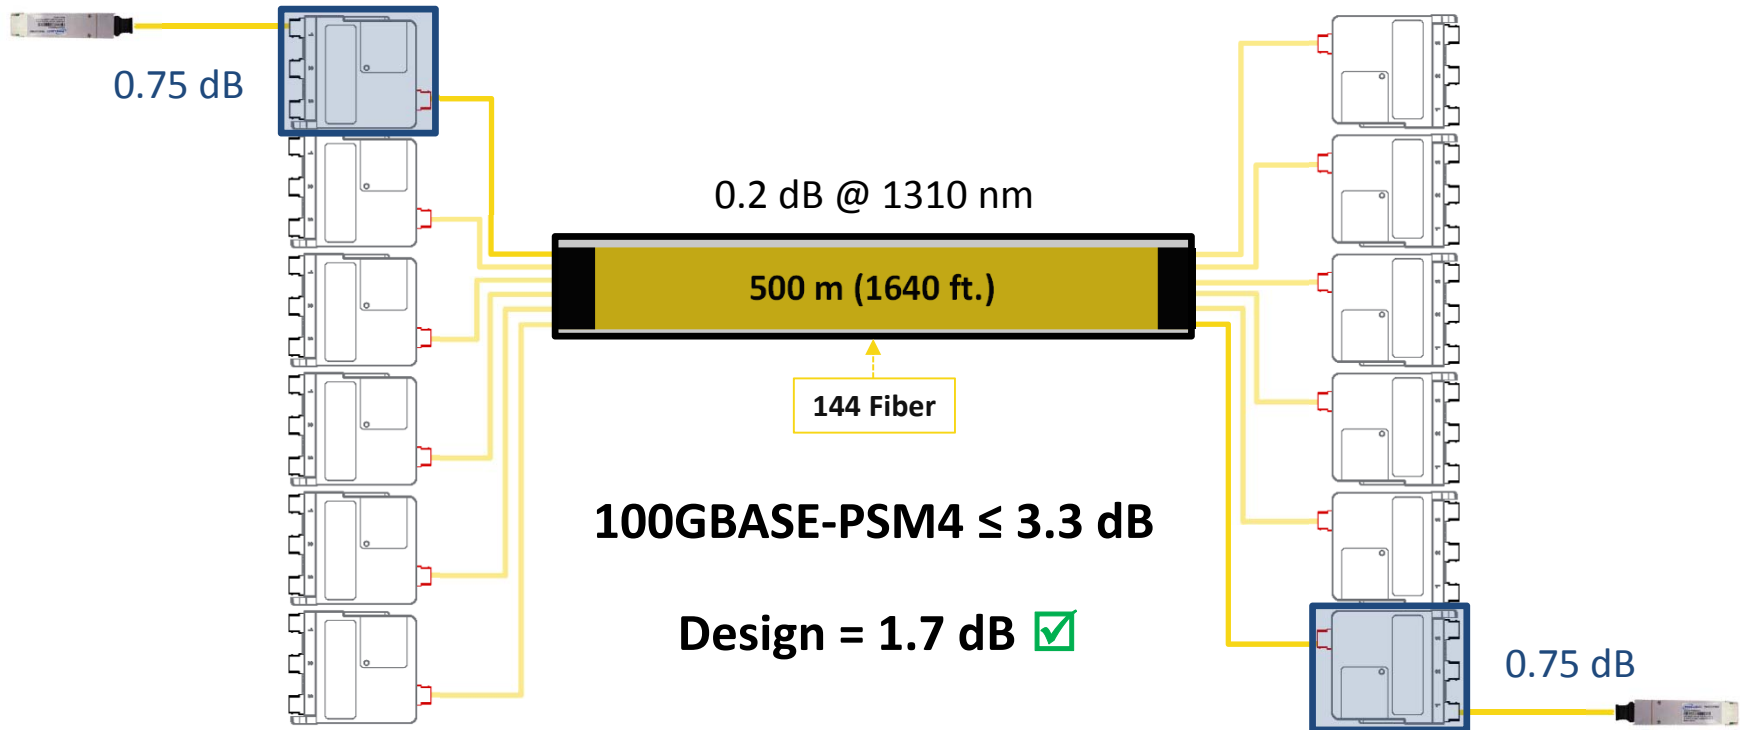 0.75 dB
0.2 dB @ 1310 nm
500 m (1640 ft.)
144 Fiber
100GBASE-PSM4 ≤ 3.3 dB
Design = 1.7 dB ☑
0.75 dB